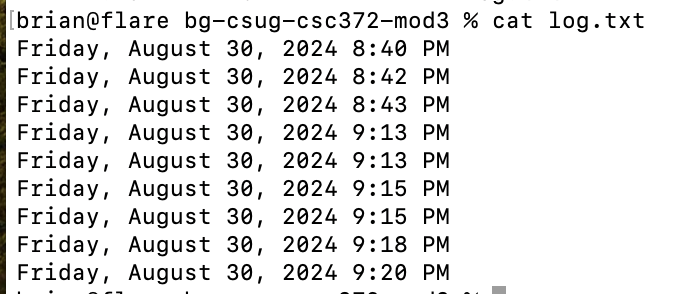 [brian@flare bg-csug-csc372-mod3 % cat log.txt
Friday, August 30, 2024 8:40 PM
Friday, August 30, 2024 8:42 PM
Friday, August 30, 2024 8:43 PM
Friday, August 30, 2024 9:13 PM
Friday, August 30, 2024 9:13 PM
Friday, August 30, 2024 9:15 PM
Friday, August 30, 2024 9:15 PM
Friday, August 30, 2024 9:18 PM
Friday, August 30, 2024 9:20 PM